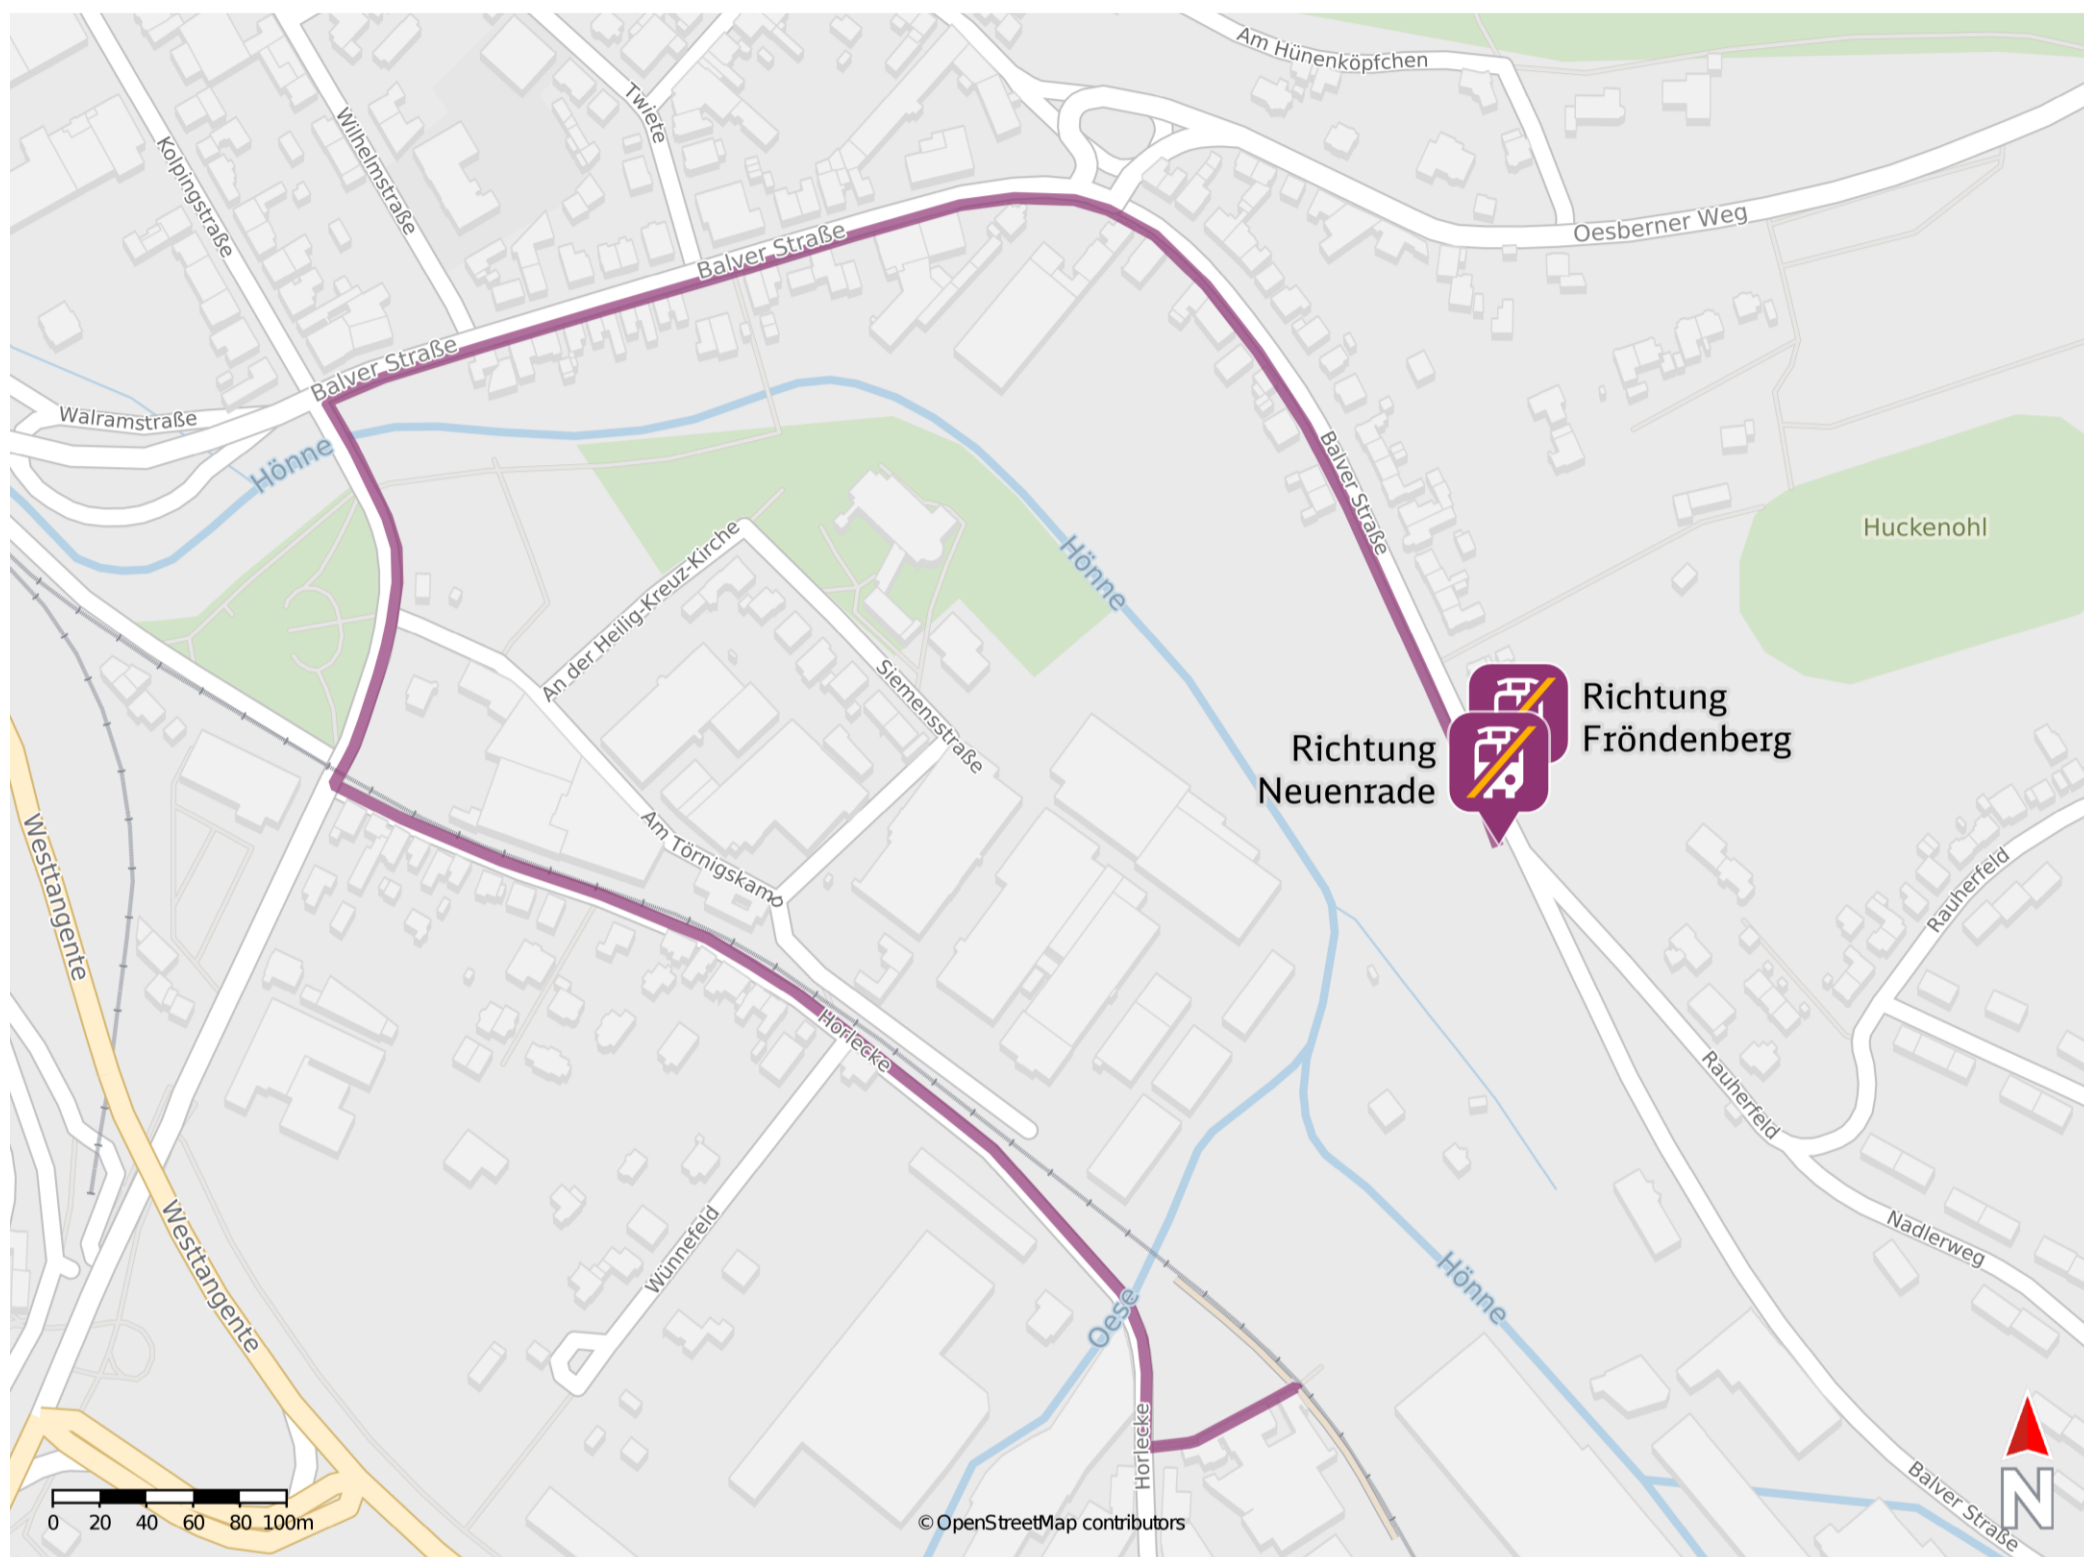 Am Hünenköpfchen
Twiete
Wilhelmstraße
Kolpingstraße
Oesberner Weg
Balver Straße
Balver Straße
Walramstraße
Hönne
Balver Straße
Huckenohl
An der Heilig-Kreuz-Kirche
Hönne
Siemensstraße
Richtung
Fröndenberg
Richtung
Neuenrade
Am Törnigskamp
Westtangente
Rauherfeld
Horlecke
Rauherfeld
Wünnefeld
Westtangente
Nadlerweg
Hönne
Oese
Horlecke
Balver Straße
N
0 20 40 60 80 100m
© OpenStreetMap contributors